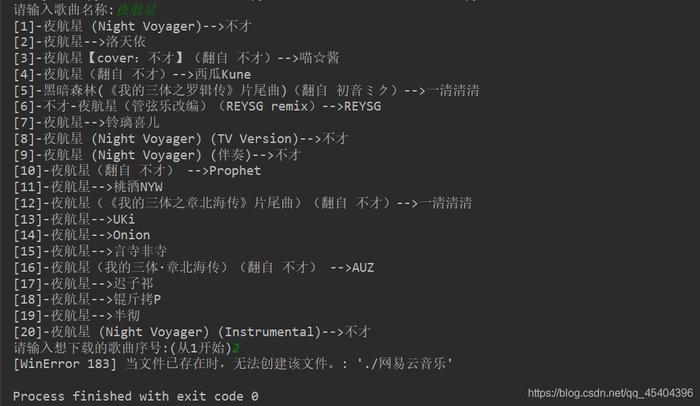 请输入歌曲名称:夜航星
[1]-夜航星 (Night Voyager)-->不才
[2]-夜航星-->洛天依
[3]-夜航星【cover: 不才】（翻自 不才）-->喵☆酱
[4]-夜航星（翻自 不才）-->西瓜Kune
[5]-黑暗森林(《我的三体之罗辑传》片尾曲)（翻自 初音ミク）-->一清清清
[6]-不才-夜航星（管弦乐改编）（REYSG remix）-->REYSG
[7]-夜航星-->铃璃喜儿
[8]-夜航星 (Night Voyager) (TV Version)-->不才
[9]-夜航星 (Night Voyager) (伴奏)-->不才
[10]-夜航星（翻自 不才） -->Prophet
[11]-夜航星-->桃酒NYW
[12]-夜航星（《我的三体之章北海传》片尾曲）（翻自 不才）-->一清清清
[13]-夜航星-->UKi
[14]-夜航星-->Onion
[15]-夜航星-->言寺非寺
[16]-夜航星（我的三体·章北海传）（翻自 不才） -->AUZ
[17]-夜航星-->迟子祁
[18]-夜航星-->锟斤拷P
[19]-夜航星-->半彻
[20]-夜航星 (Night Voyager) (Instrumental)-->不才
请输入想下载的歌曲序号:(从1开始)2
[WinError 183] 当文件已存在时，无法创建该文件。: './网易云音乐'
Process finished with exit code 0
https://blog.csdn.net/qq_45404396